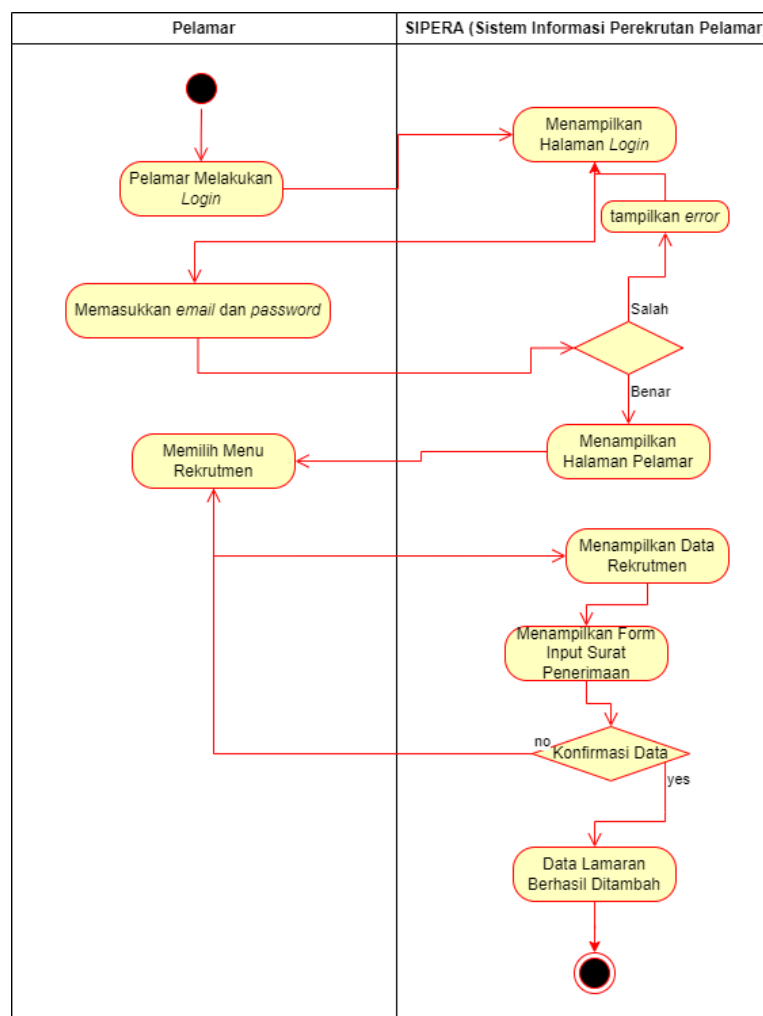 Pelamar
SIPERA (Sistem Informasi Perekrutan Pelamar
Menampilkan
Halaman Login
Pelamar Melakukan
Login
tampilkan error
Memasukkan email dan password
Salah
Benar
Memilih Menu
Rekrutmen
Menampilkan
Halaman Pelamar
Menampilkan Data
Rekrutmen
Menampilkan Form
Input Surat
Penerimaan
no
Konfirmasi Data
yes
Data Lamaran
Berhasil Ditambah